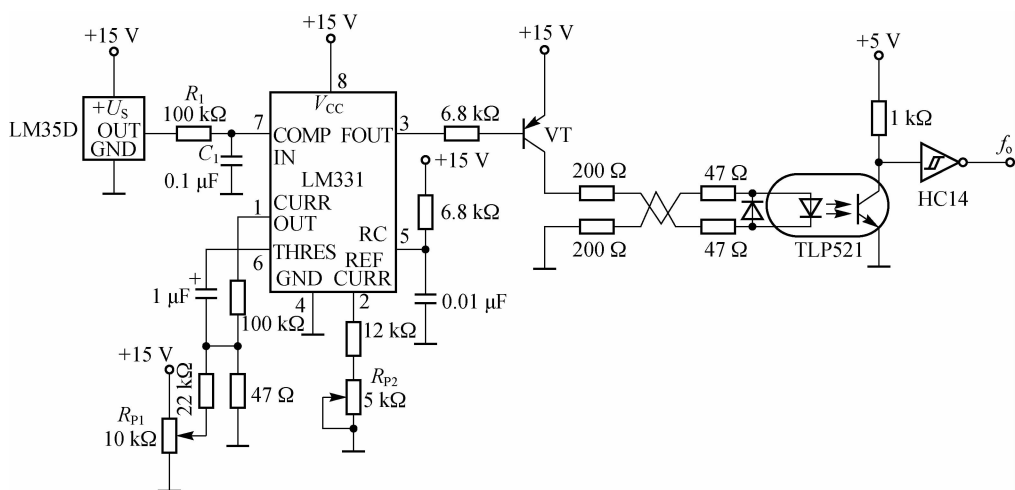 +15 V
+15 V
+15 V
+5 V
LM35D
+U_S
OUT
GND
R_1
100 kΩ
C_1
0.1 μF
8
V_CC
7
COMP
IN
FOUT
3
LM331
1
CURR
OUT
THRES
6
GND
4
RC
5
REF
CURR
2
6.8 kΩ
+15 V
6.8 kΩ
0.01 μF
VT
200 Ω
200 Ω
47 Ω
47 Ω
TLP521
1 kΩ
HC14
f_o
1 μF
+
100 kΩ
+15 V
22 kΩ
47 Ω
R_P1
10 kΩ
12 kΩ
R_P2
5 kΩ